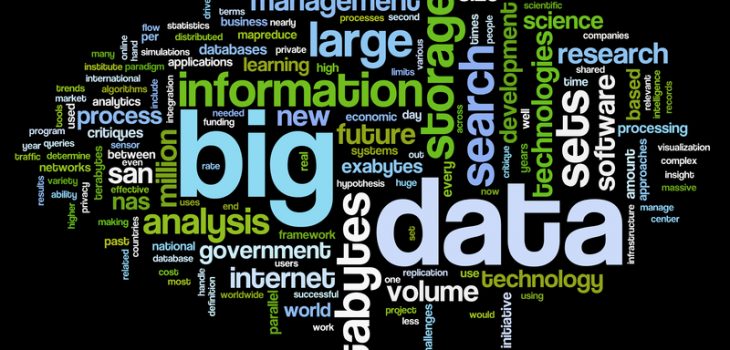 management
driven
size
scientific
flow
terms
processes
second
statistics
business
nearly
times
science
companies
per
distributed
mapreduce
people
online
databases
private
large
various
many
hand
simulations
applications
learning
high
limits
development
research
institute
paradigm
international
storage
search
technologies
shared
time
trends
algorithms
information
sets
software
based
relevant
intelligence
records
market
analytics
include
integration
tools
used
process
needed
funding
new
economic
day
across
well
processing
program
critiques
million
big
future
year
queries
sensor
rate
real
systems
out
every
critique
years
amount
approaches
visualization
traffic
determine
between
terabytes
exabytes
complex
networks
even
san
hypothesis
huge
now
insight
results
variety
effective
massive
privacy
ability
nas
uses
end
data
infrastructure
manage
higher
making
analysis
framework
set
center
countries
past
national
government
related
database
users
cost
internet
replication
use
technology
most
handle
definition
worldwide
successful
one
volume
using
parallel
world
project
initiative
work
less
challenges
would